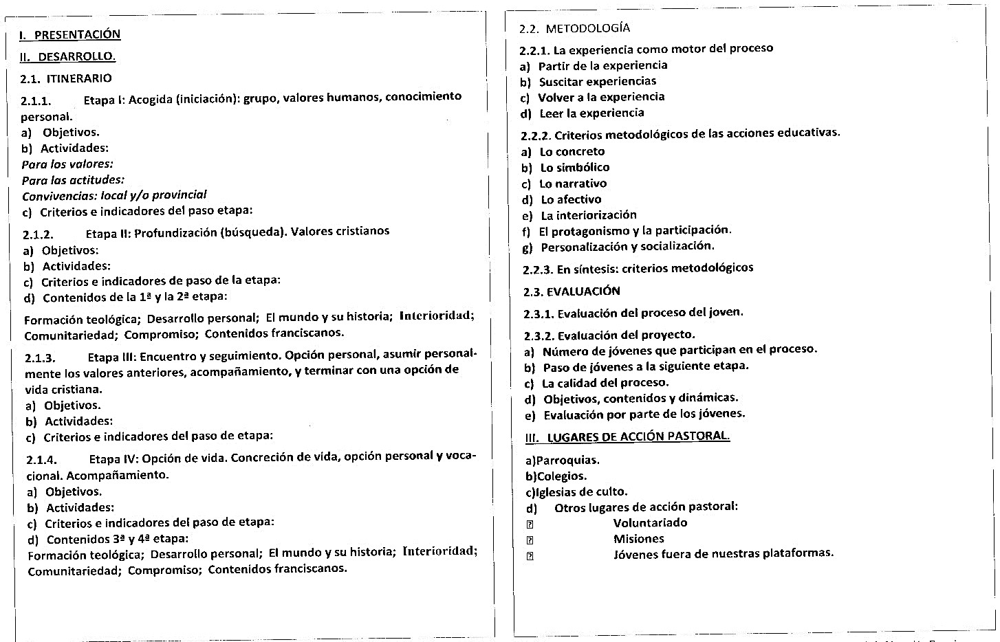 I. PRESENTACIÓN
II. DESARROLLO.
2.1. ITINERARIO
2.1.1. Etapa I: Acogida (iniciación): grupo, valores humanos, conocimiento
personal.
a) Objetivos.
b) Actividades:
Para los valores:
Para las actitudes:
Convivencias: local y/o provincial
c) Criterios e indicadores del paso etapa:
2.1.2. Etapa II: Profundización (búsqueda). Valores cristianos
a) Objetivos:
b) Actividades:
c) Criterios e indicadores de paso de la etapa:
d) Contenidos de la 1ª y la 2ª etapa:
Formación teológica; Desarrollo personal; El mundo y su historia; Interioridad;
Comunitariedad; Compromiso; Contenidos franciscanos.
2.1.3. Etapa III: Encuentro y seguimiento. Opción personal, asumir personal-
mente los valores anteriores, acompañamiento, y terminar con una opción de
vida cristiana.
a) Objetivos.
b) Actividades:
c) Criterios e indicadores del paso de etapa:
2.1.4. Etapa IV: Opción de vida. Concreción de vida, opción personal y voca-
cional. Acompañamiento.
a) Objetivos.
b) Actividades:
c) Criterios e indicadores del paso de etapa:
d) Contenidos 3ª y 4ª etapa:
Formación teológica; Desarrollo personal; El mundo y su historia; Interioridad;
Comunitariedad; Compromiso; Contenidos franciscanos.
2.2. METODOLOGÍA
2.2.1. La experiencia como motor del proceso
a) Partir de la experiencia
b) Suscitar experiencias
c) Volver a la experiencia
d) Leer la experiencia
2.2.2. Criterios metodológicos de las acciones educativas.
a) Lo concreto
b) Lo simbólico
c) Lo narrativo
d) Lo afectivo
e) La interiorización
f) El protagonismo y la participación.
g) Personalización y socialización.
2.2.3. En síntesis: criterios metodológicos
2.3. EVALUACIÓN
2.3.1. Evaluación del proceso del joven.
2.3.2. Evaluación del proyecto.
a) Número de jóvenes que participan en el proceso.
b) Paso de jóvenes a la siguiente etapa.
c) La calidad del proceso.
d) Objetivos, contenidos y dinámicas.
e) Evaluación por parte de los jóvenes.
III. LUGARES DE ACCIÓN PASTORAL.
a)Parroquias.
b)Colegios.
c)Iglesias de culto.
d) Otros lugares de acción pastoral:
Voluntariado
Misiones
Jóvenes fuera de nuestras plataformas.